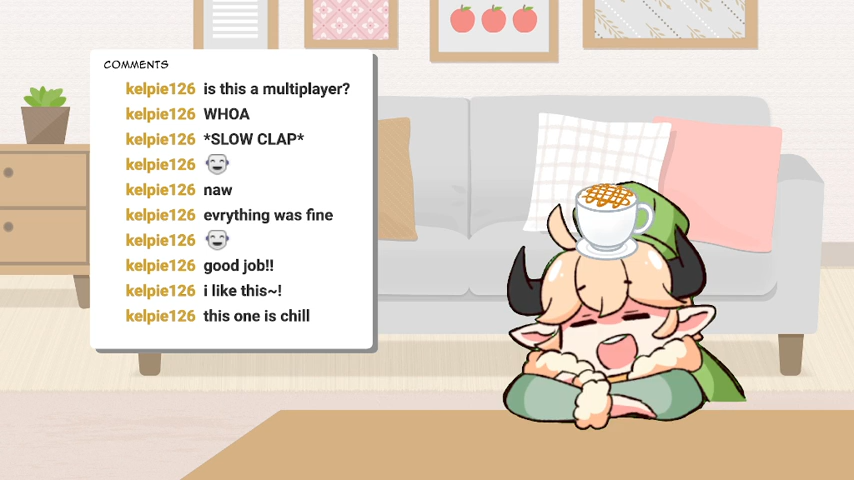 COMMENTS
kelpie126 is this a multiplayer?
kelpie126 WHOA
kelpie126 *SLOW CLAP*
kelpie126
kelpie126 naw
kelpie126 evrything was fine
kelpie126
kelpie126 good job!!
kelpie126 i like this~!
kelpie126 this one is chill